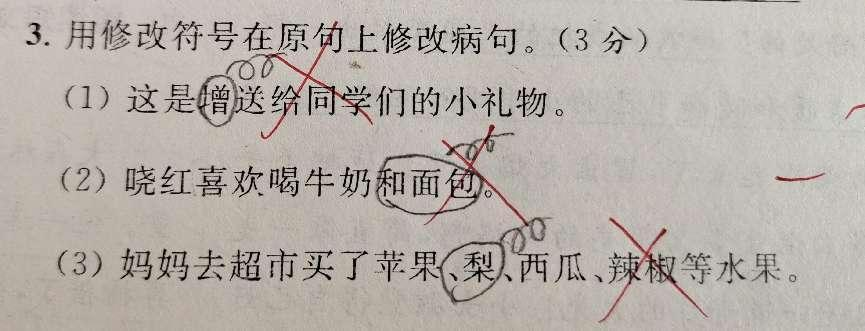 3. 用修改符号在原句上修改病句。(3 分)
(1) 这是增送给同学们的小礼物。
(2) 晓红喜欢喝牛奶和面包。
(3) 妈妈去超市买了苹果、梨、西瓜、辣椒等水果。